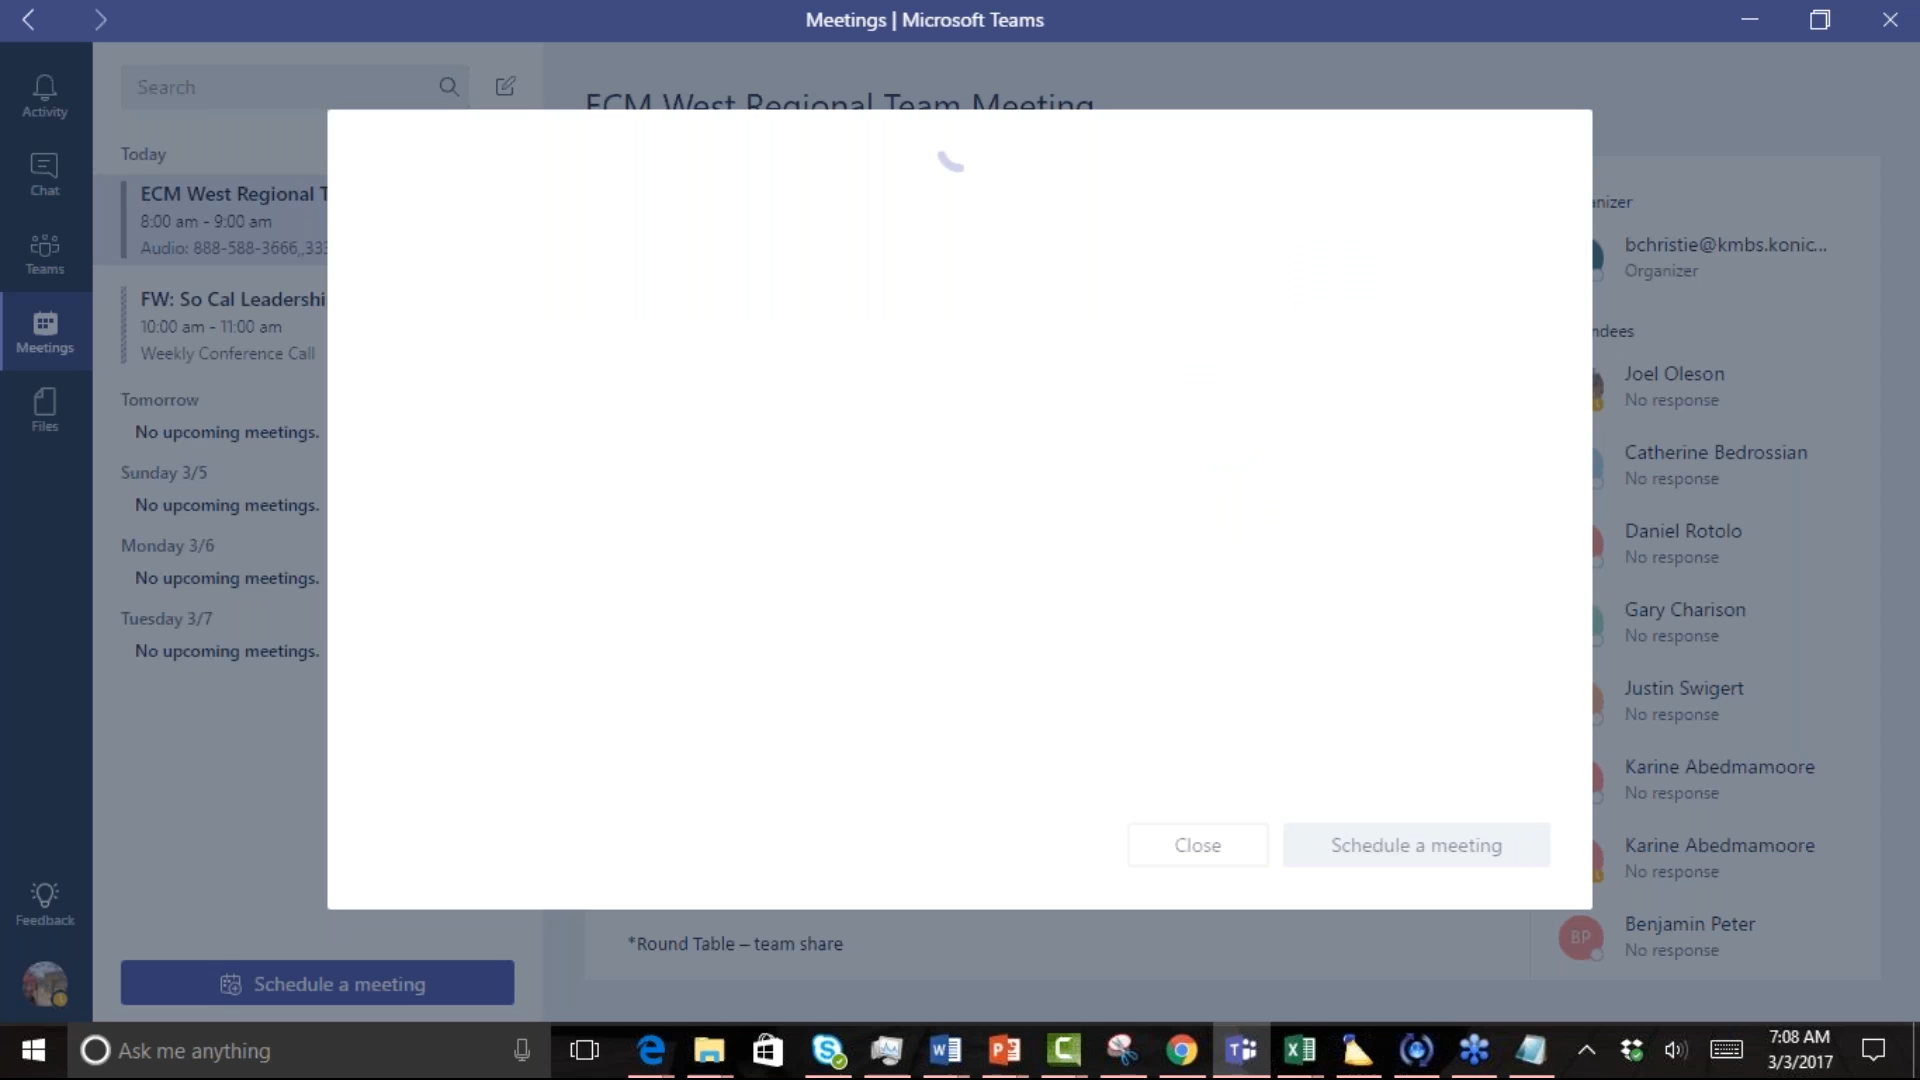 Meetings | Microsoft Teams
Activity
Chat
Teams
Meetings
Files
Feedback
Search
Today
ECM West Regional T
8:00 am - 9:00 am
Audio: 888-588-3666,,333
FW: So Cal Leadershi
10:00 am - 11:00 am
Weekly Conference Call
Tomorrow
No upcoming meetings.
Sunday 3/5
No upcoming meetings.
Monday 3/6
No upcoming meetings.
Tuesday 3/7
No upcoming meetings.
Schedule a meeting
ECM West Regional Team Meeting
Close
Schedule a meeting
*Round Table – team share
anizer
bchristie@kmbs.konic...
Organizer
ndees
Joel Oleson
No response
Catherine Bedrossian
No response
Daniel Rotolo
No response
Gary Charison
No response
Justin Swigert
No response
Karine Abedmamoore
No response
Karine Abedmamoore
No response
BP
Benjamin Peter
No response
Ask me anything
7:08 AM
3/3/2017